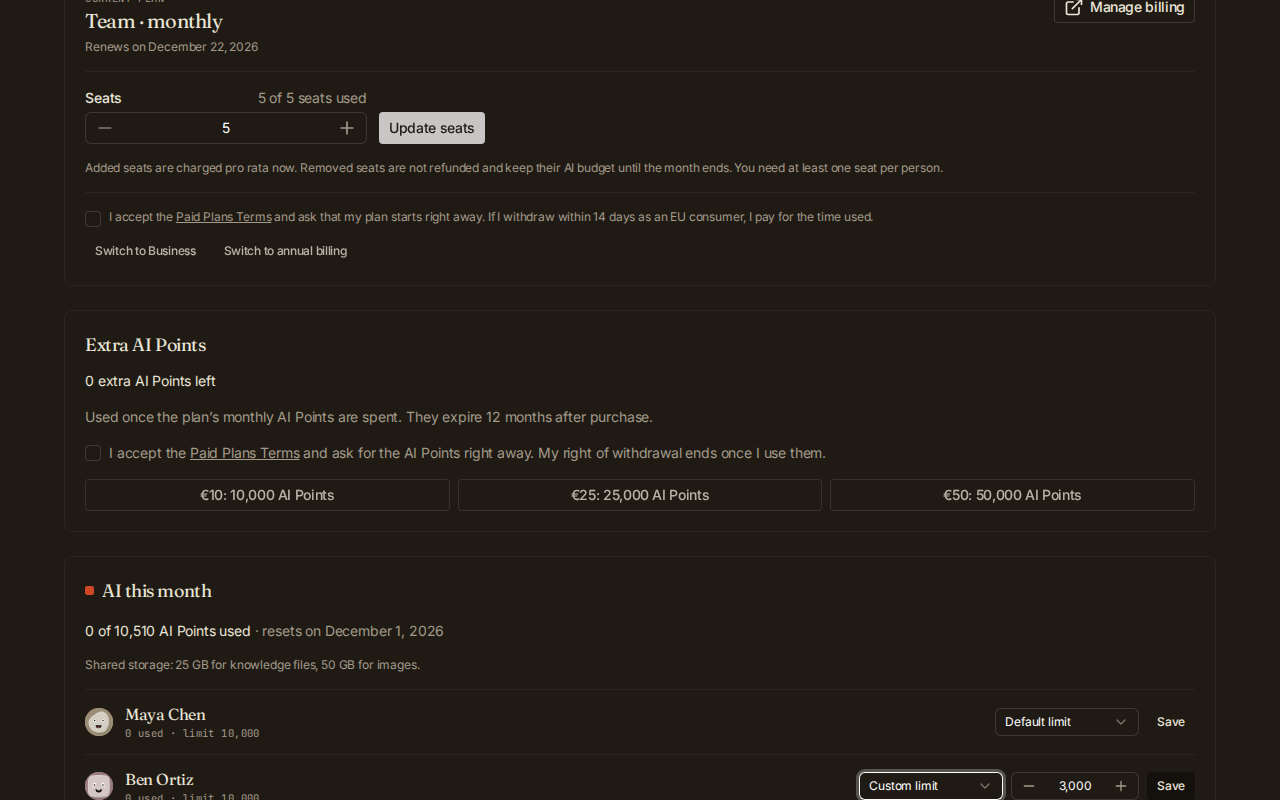 Team · monthly
Manage billing
Renews on December 22, 2026
Seats
5 of 5 seats used
5
Update seats
Added seats are charged pro rata now. Removed seats are not refunded and keep their AI budget until the month ends. You need at least one seat per person.
I accept the Paid Plans Terms and ask that my plan starts right away. If I withdraw within 14 days as an EU consumer, I pay for the time used.
Switch to Business
Switch to annual billing
Extra AI Points
0 extra AI Points left
Used once the plan's monthly AI Points are spent. They expire 12 months after purchase.
I accept the Paid Plans Terms and ask for the AI Points right away. My right of withdrawal ends once I use them.
€10: 10,000 AI Points
€25: 25,000 AI Points
€50: 50,000 AI Points
AI this month
0 of 10,510 AI Points used · resets on December 1, 2026
Shared storage: 25 GB for knowledge files, 50 GB for images.
Maya Chen
0 used · limit 10,000
Default limit
Save
Ben Ortiz
0 used · limit 10,000
Custom limit
3,000
Save